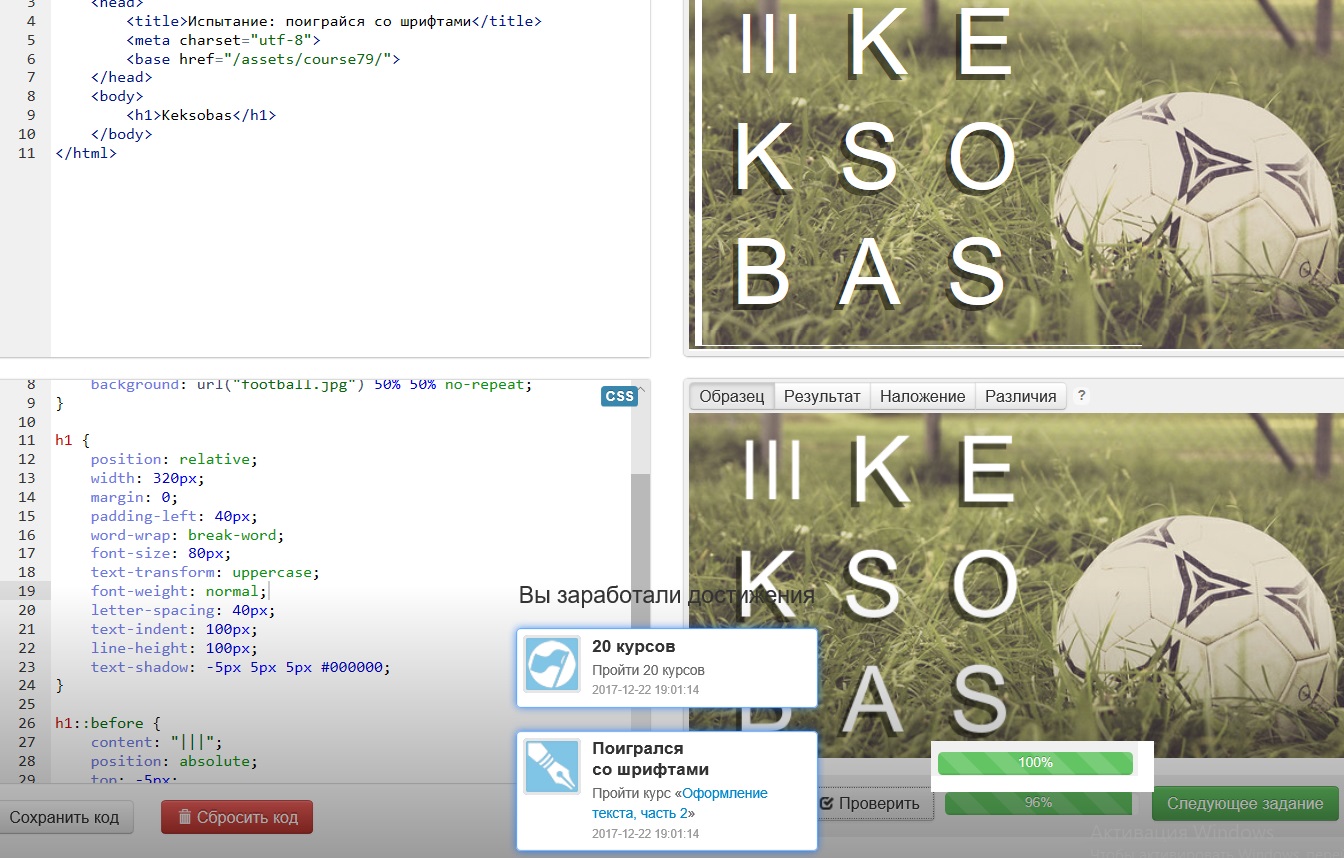 3 <head>
4 <title>Испытание: поиграйся со шрифтами</title>
5 <meta charset="utf-8">
6 <base href="/assets/course79/">
7 </head>
8 <body>
9 <h1>Keksobas</h1>
10 </body>
11 </html>
||| K E
K S O
B A S
8 background: url("football.jpg") 50% 50% no-repeat;
9 }
10
11 h1 {
12 position: relative;
13 width: 320px;
14 margin: 0;
15 padding-left: 40px;
16 word-wrap: break-word;
17 font-size: 80px;
18 text-transform: uppercase;
19 font-weight: normal;
20 letter-spacing: 40px;
21 text-indent: 100px;
22 line-height: 100px;
23 text-shadow: -5px 5px 5px #000000;
24 }
25
26 h1::before {
27 content: "|||";
28 position: absolute;
29 top: -5px;
CSS
Образец Результат Наложение Различия ?
||| K E
K S O
B A S
Вы заработали достижения
20 курсов
Пройти 20 курсов
2017-12-22 19:01:14
Поигрался
со шрифтами
Пройти курс «Оформление
текста, часть 2»
2017-12-22 19:01:14
100%
Сохранить код Сбросить код Проверить 96% Следующее задание
Активация Windows